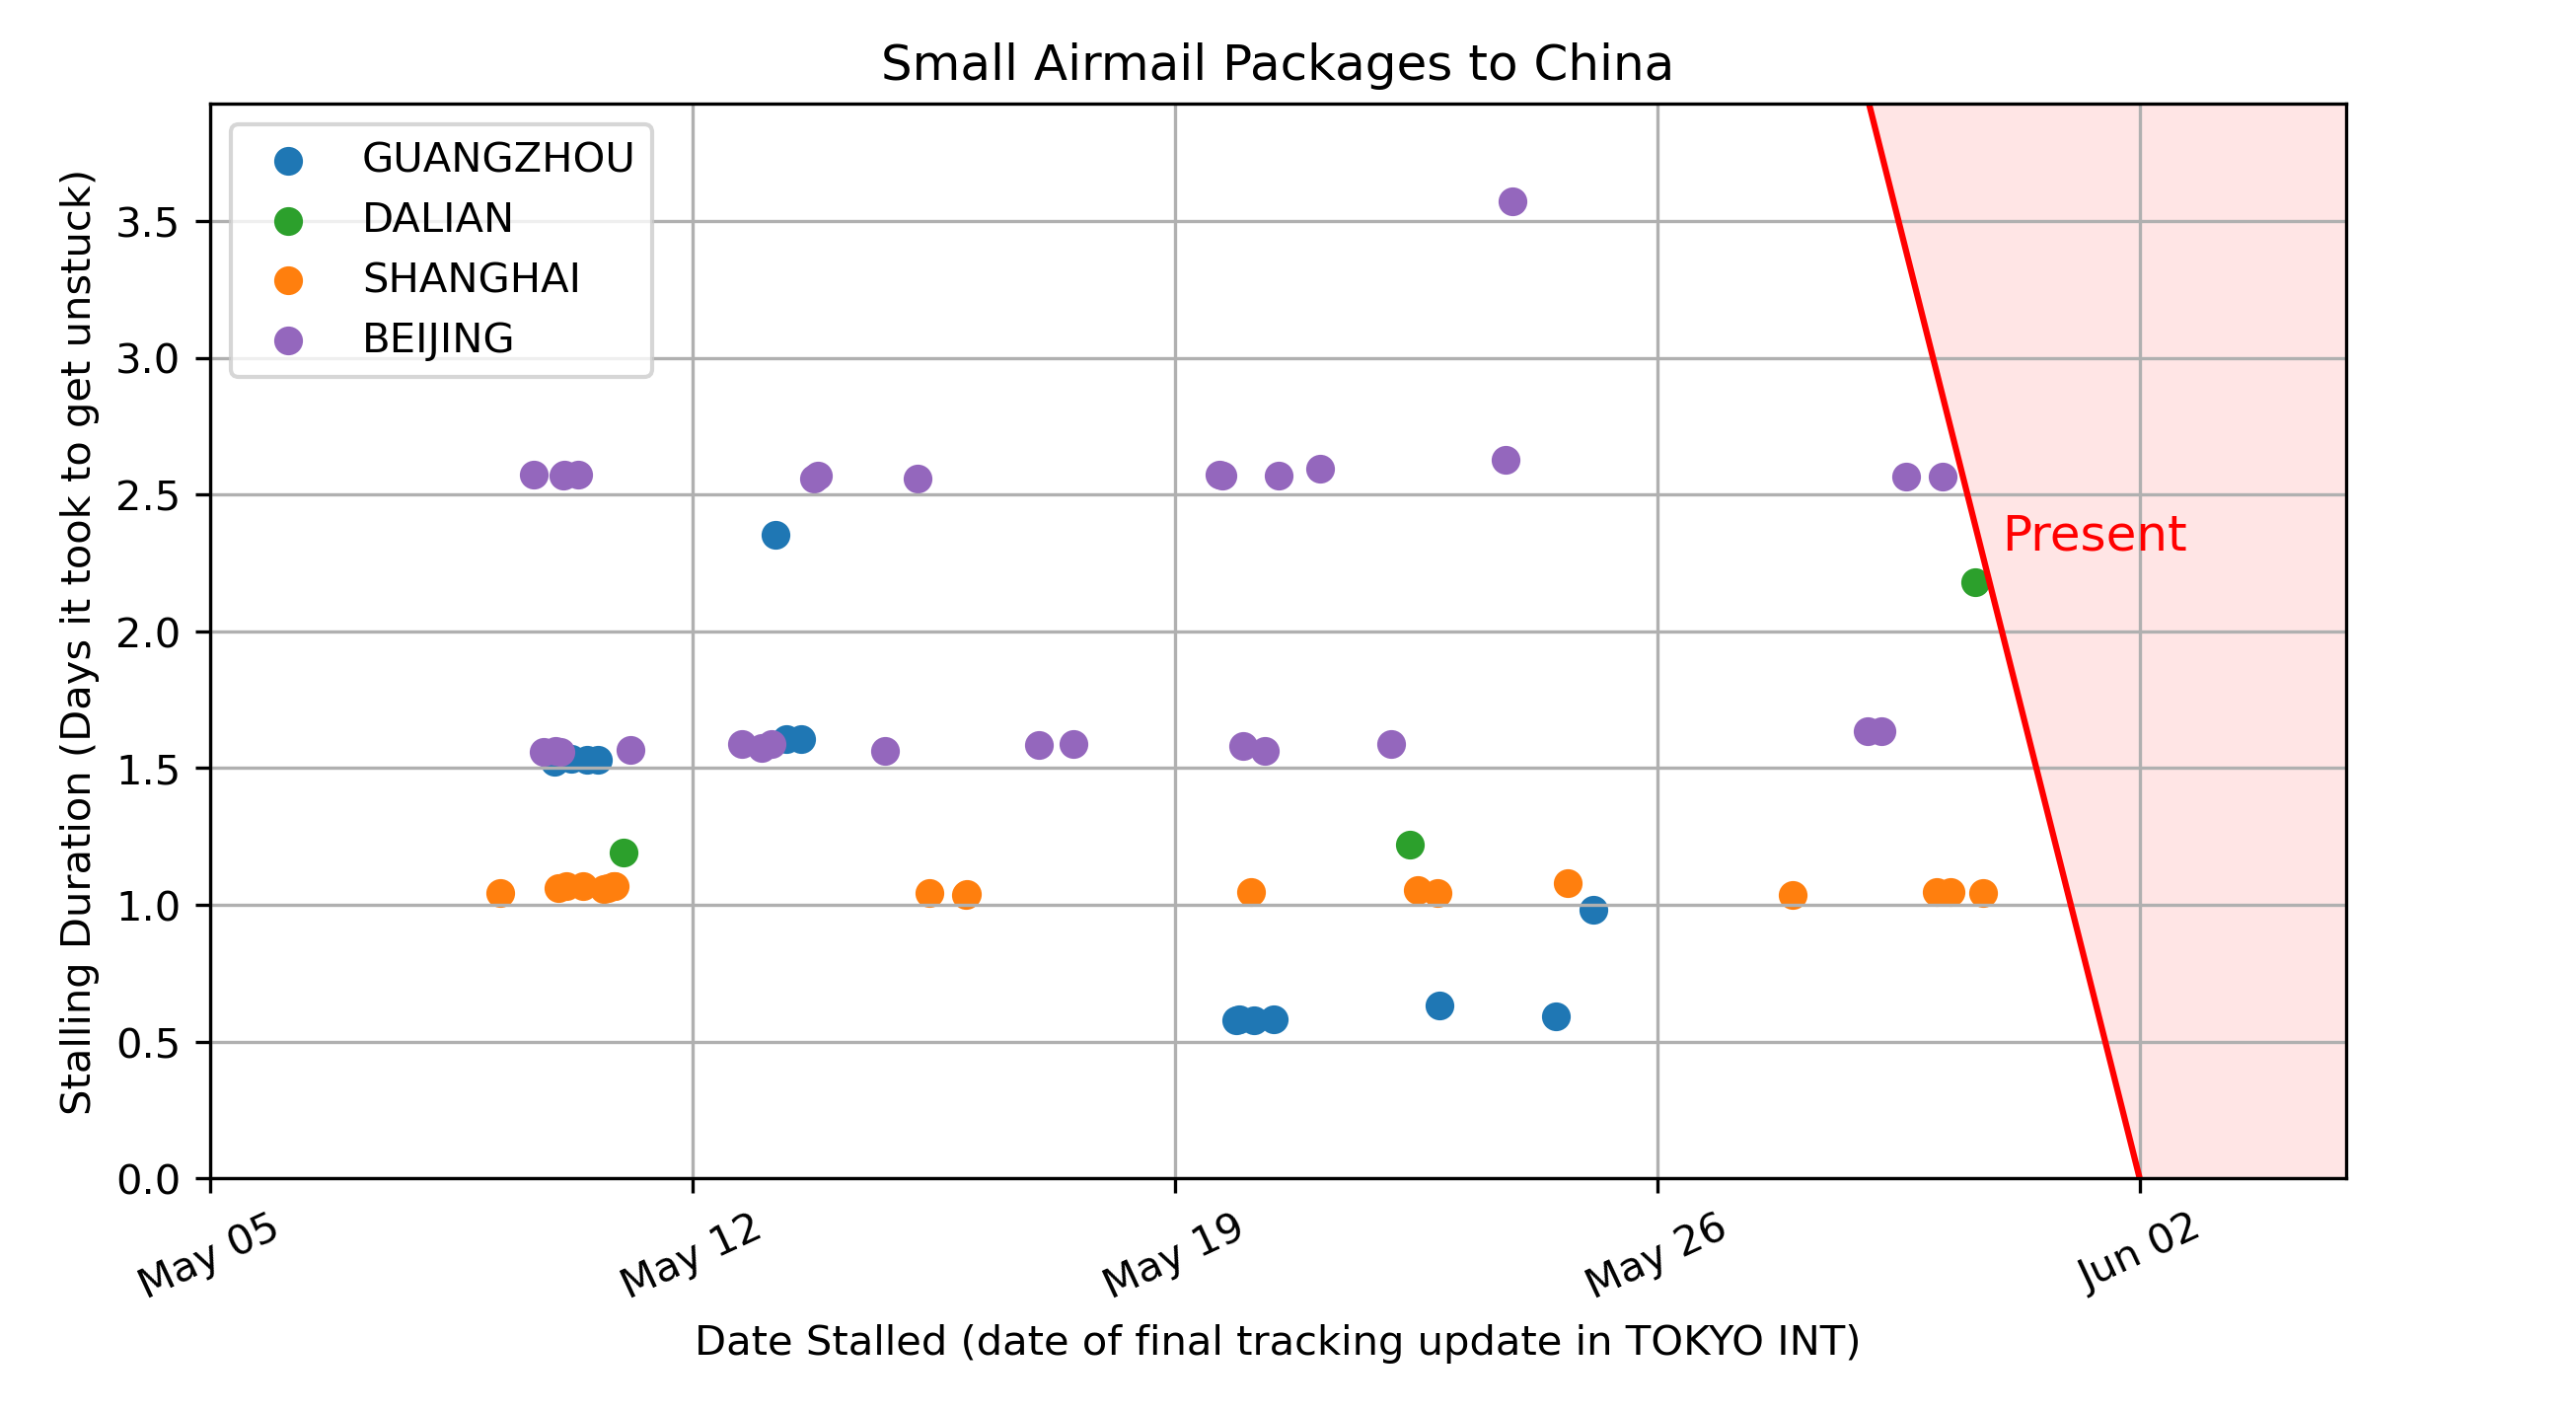 Small Airmail Packages to China
GUANGZHOU
DALIAN
SHANGHAI
BEIJING
Present
Stalling Duration (Days it took to get unstuck)
3.5
3.0
2.5
2.0
1.5
1.0
0.5
0.0
May 05
May 12
May 19
May 26
Jun 02
Date Stalled (date of final tracking update in TOKYO INT)